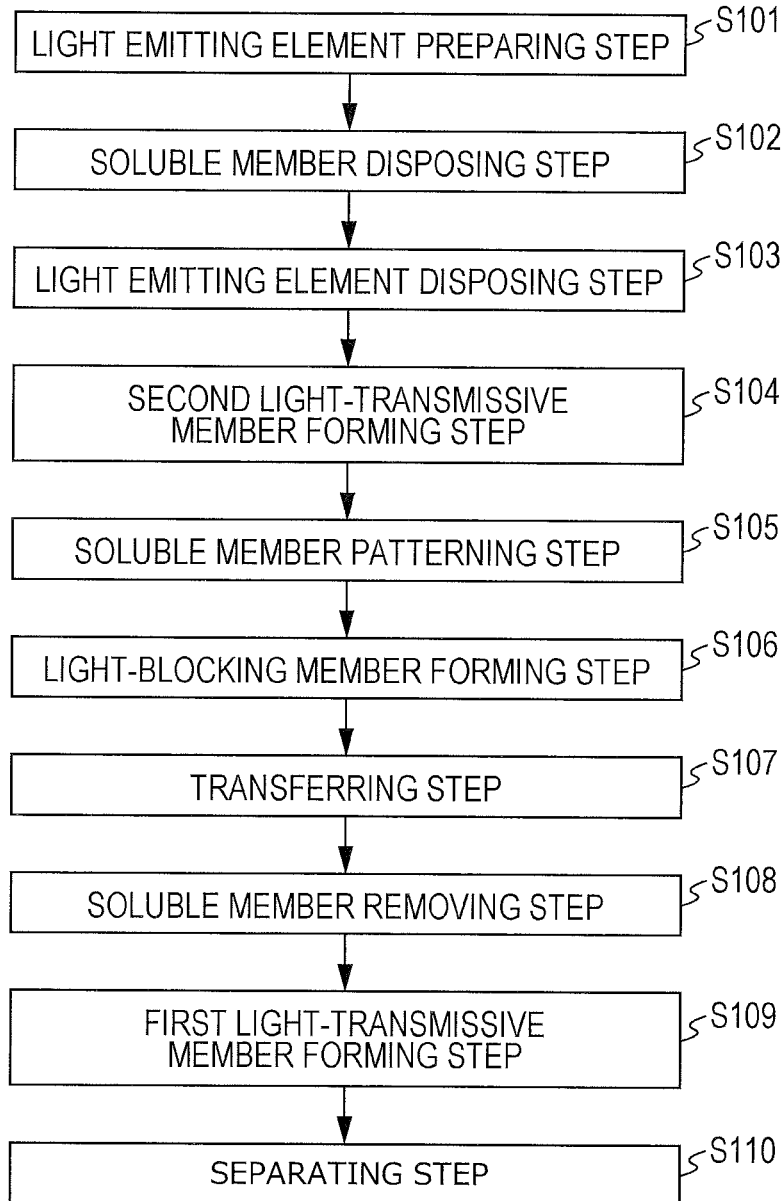 S101
LIGHT EMITTING ELEMENT PREPARING STEP
S102
SOLUBLE MEMBER DISPOSING STEP
S103
LIGHT EMITTING ELEMENT DISPOSING STEP
S104
SECOND LIGHT-TRANSMISSIVE
MEMBER FORMING STEP
S105
SOLUBLE MEMBER PATTERNING STEP
S106
LIGHT-BLOCKING MEMBER FORMING STEP
S107
TRANSFERRING STEP
S108
SOLUBLE MEMBER REMOVING STEP
S109
FIRST LIGHT-TRANSMISSIVE
MEMBER FORMING STEP
S110
SEPARATING STEP